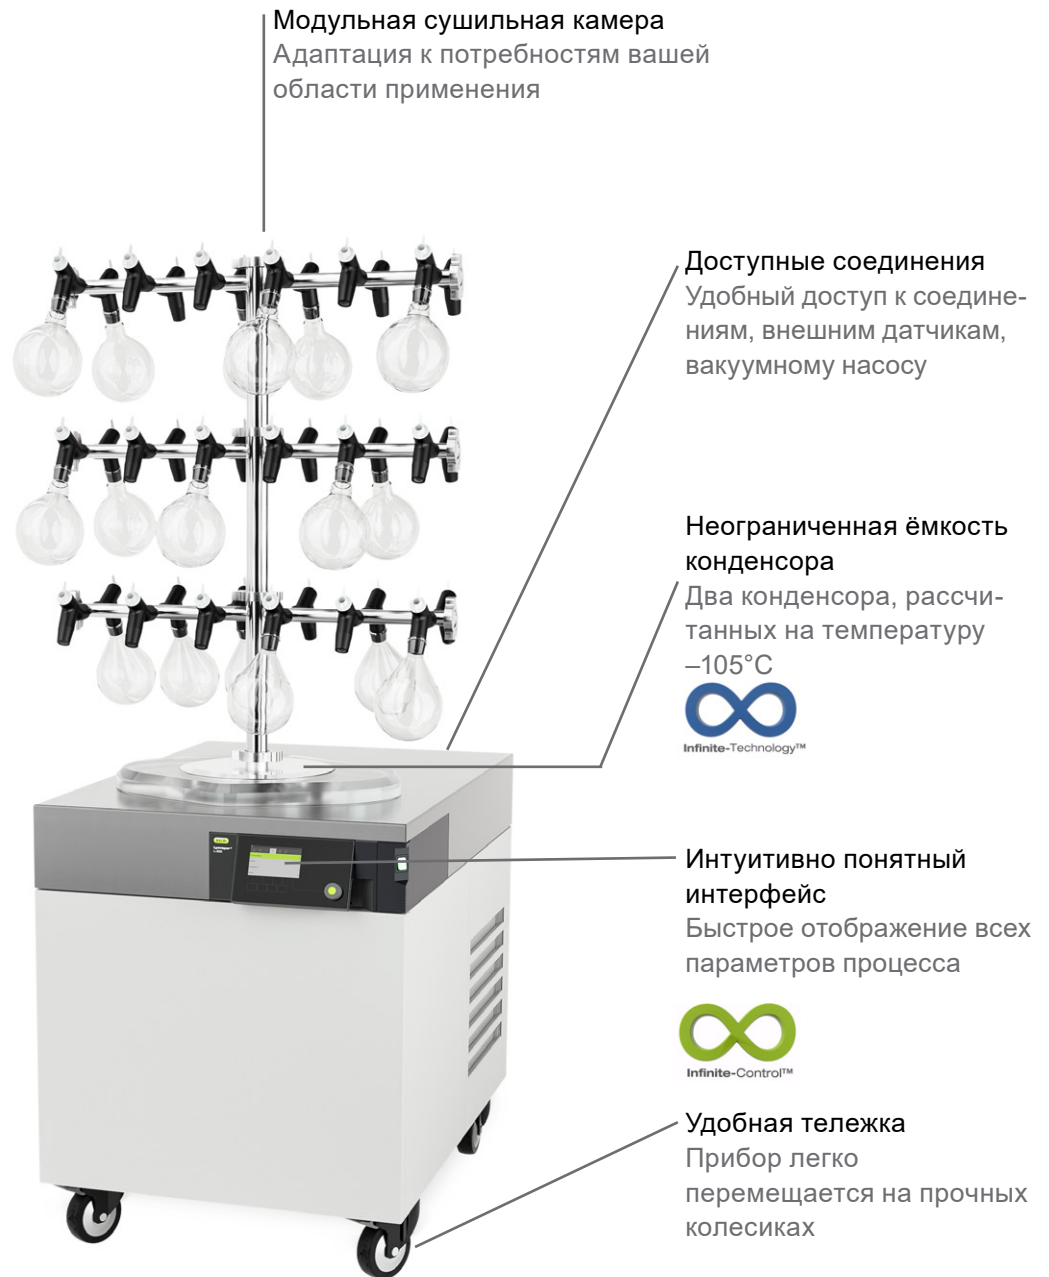 Модульная сушильная камера
Адаптация к потребностям вашей
области применения
Доступные соединения
Удобный доступ к соедине-
ниям, внешним датчикам,
вакуумному насосу
Неограниченная ёмкость
конденсора
Два конденсора, рассчи-
танных на температуру
–105°C
Infinite-Technology™
Интуитивно понятный
интерфейс
Быстрое отображение всех
параметров процесса
Infinite-Control™
Удобная тележка
Прибор легко
перемещается на прочных
колесиках